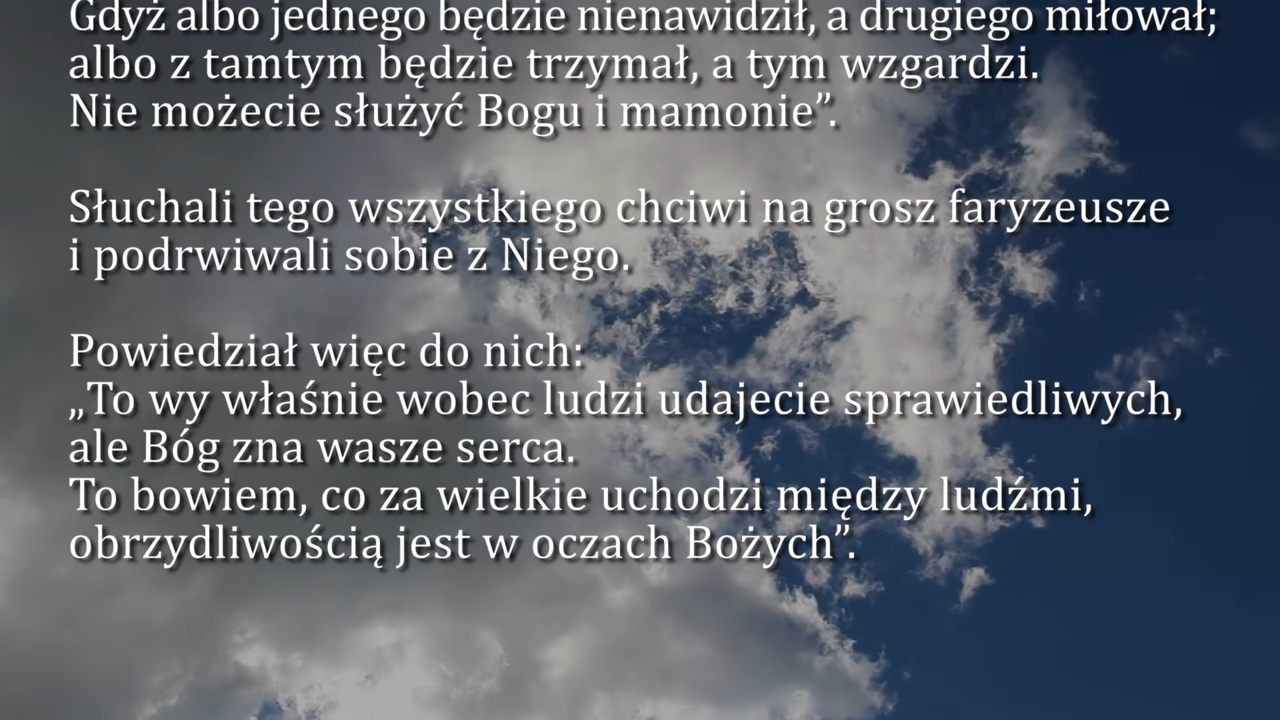 Gdyż albo jednego będzie nienawidził, a drugiego miłował;
albo z tamtym będzie trzymał, a tym wzgardzi.
Nie możecie służyć Bogu i mamonie”.
Słuchali tego wszystkiego chciwi na grosz faryzeusze
i podrwiwali sobie z Niego.
Powiedział więc do nich:
„To wy właśnie wobec ludzi udajecie sprawiedliwych,
ale Bóg zna wasze serca.
To bowiem, co za wielkie uchodzi między ludźmi,
obrzydliwością jest w oczach Bożych”.